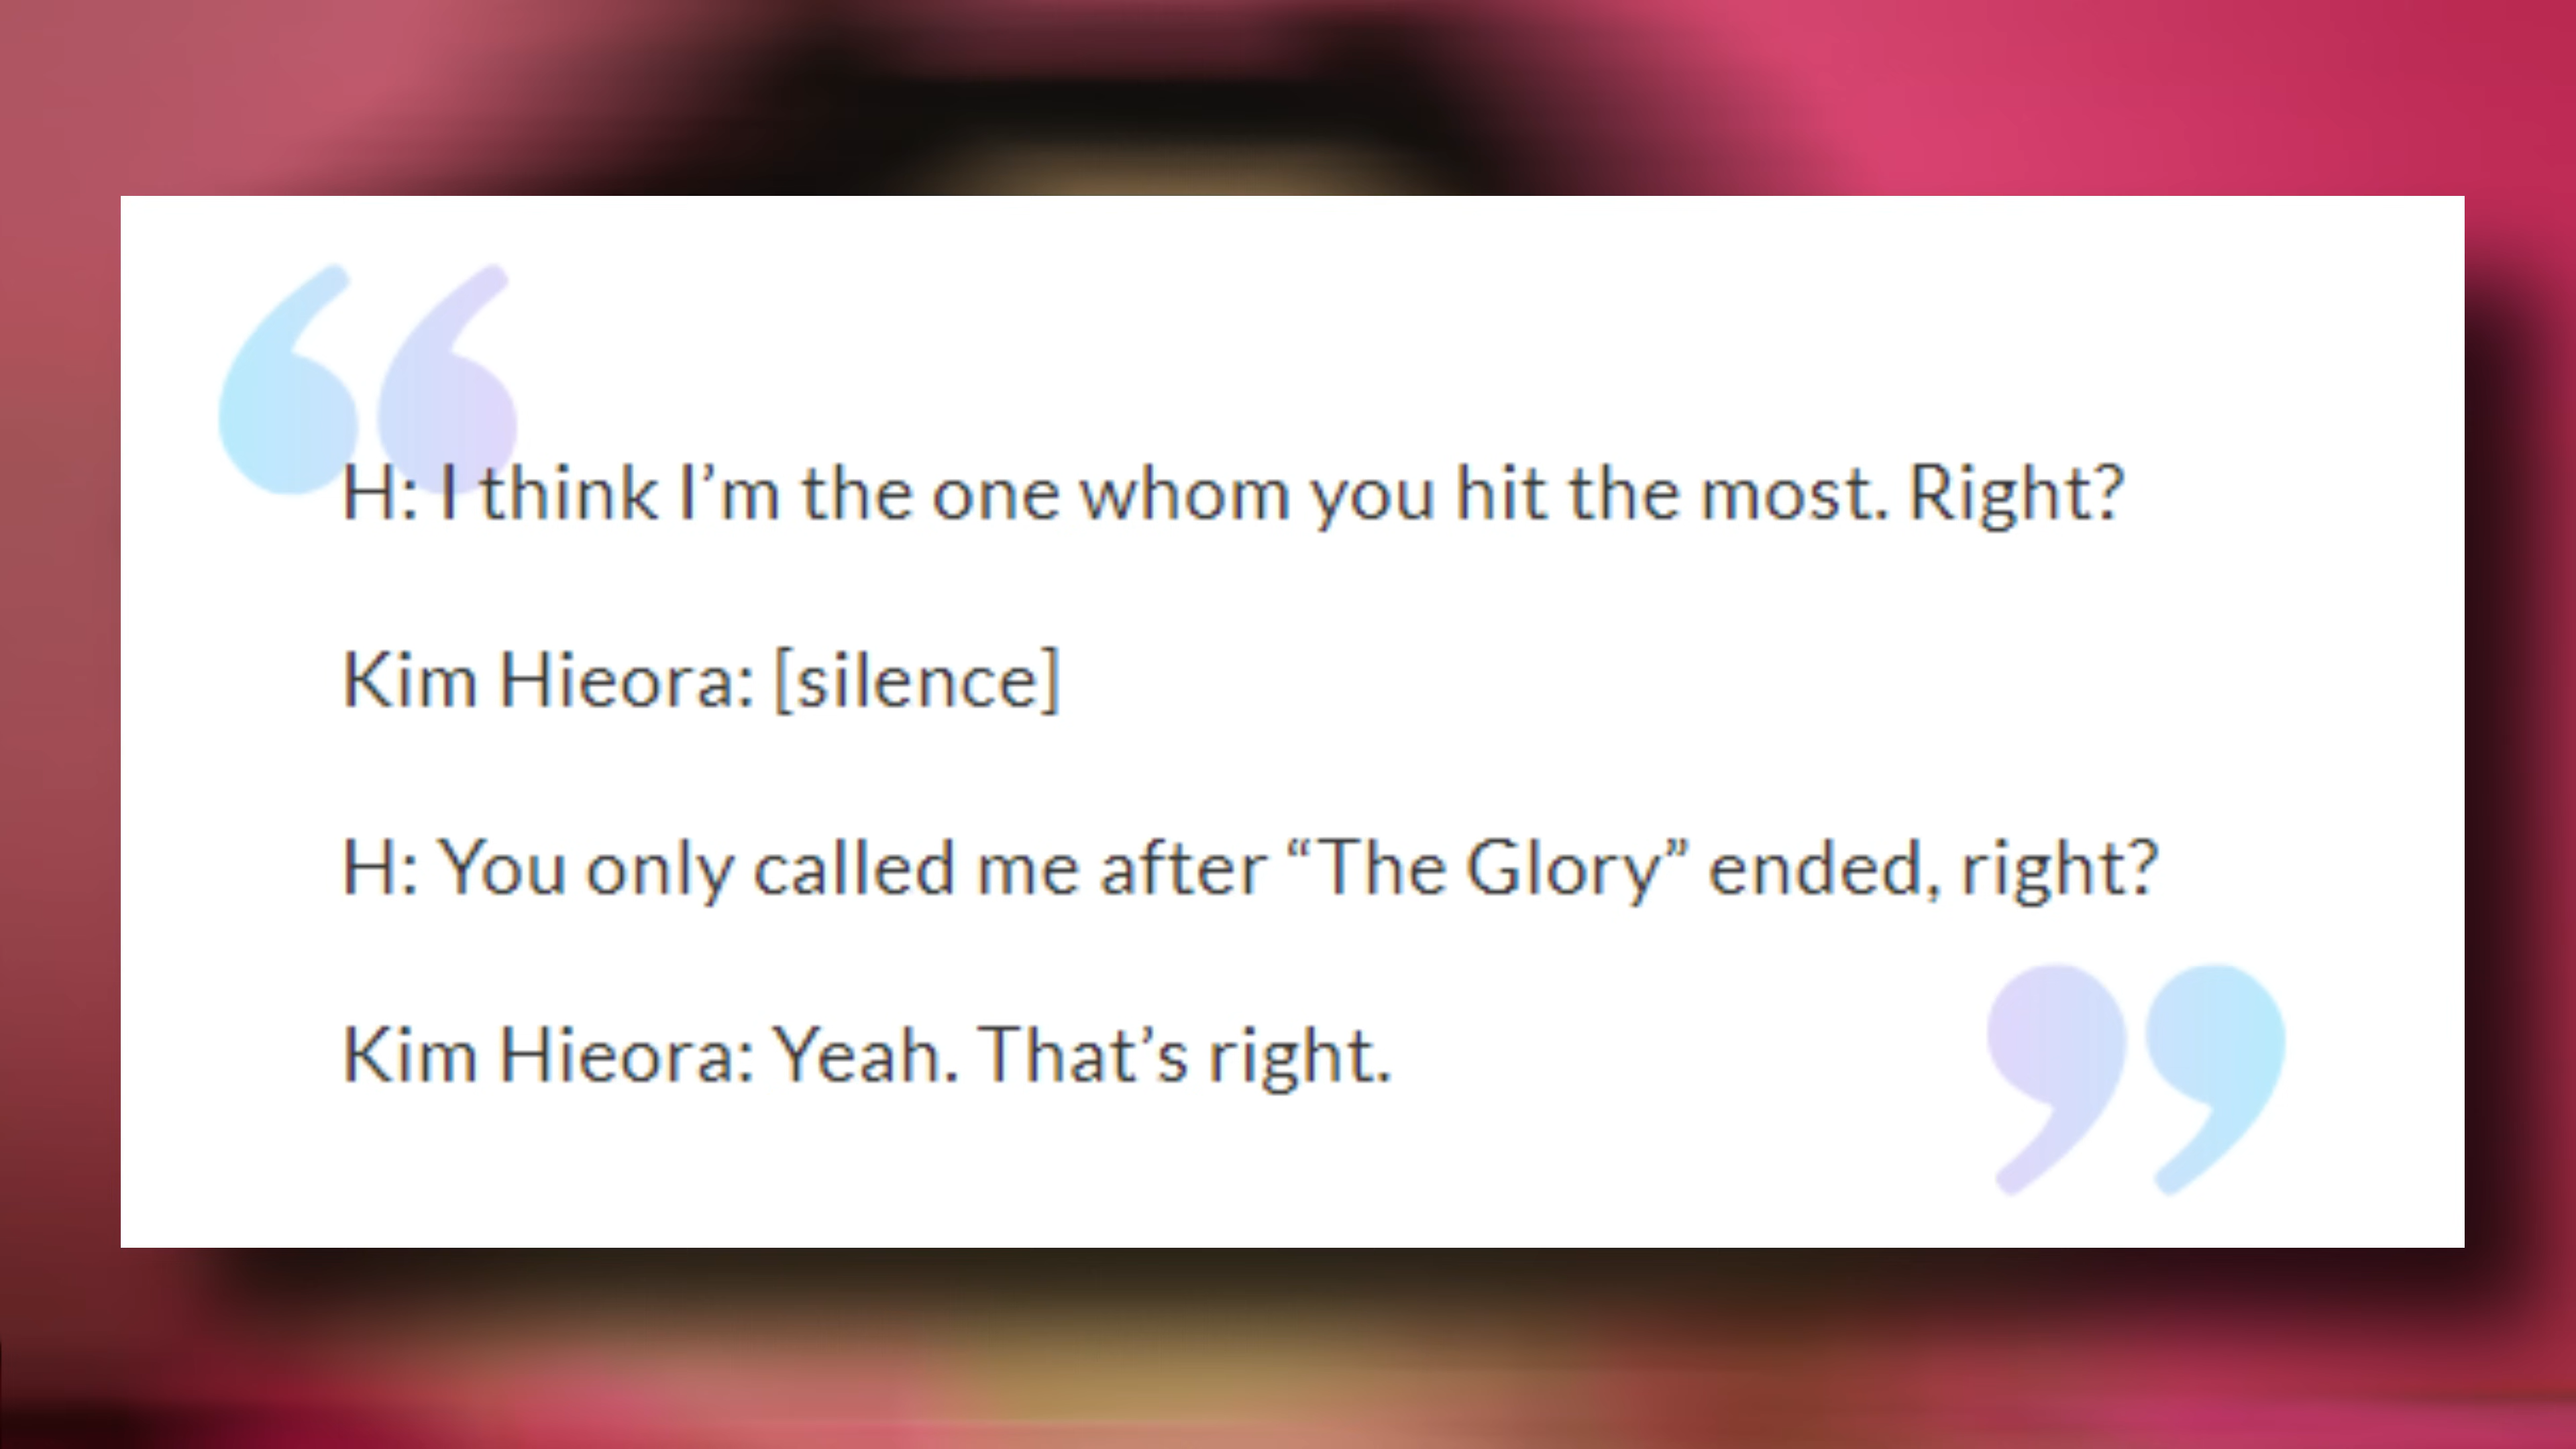 H: I think I’m the one whom you hit the most. Right?
Kim Hieora: [silence]
H: You only called me after “The Glory” ended, right?
Kim Hieora: Yeah. That’s right.